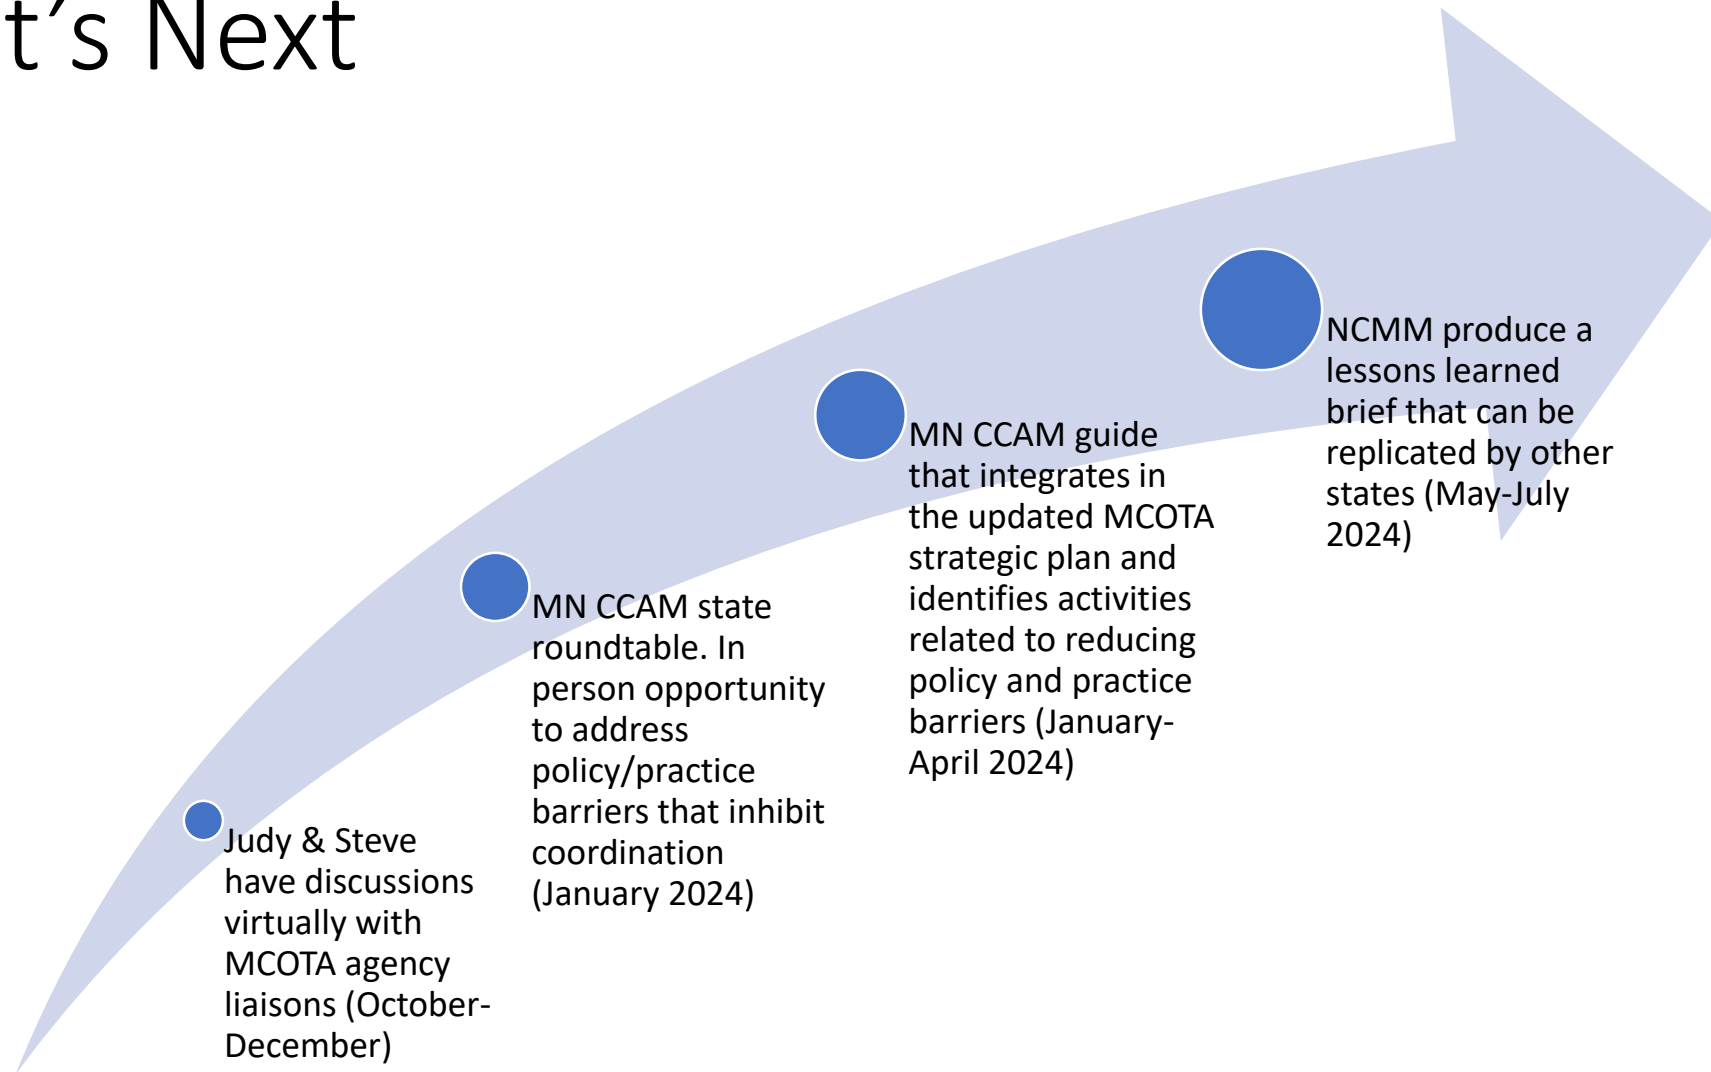 t’s Next
Judy & Steve
have discussions
virtually with
MCOTA agency
liaisons (October-
December)
MN CCAM state
roundtable. In
person opportunity
to address
policy/practice
barriers that inhibit
coordination
(January 2024)
MN CCAM guide
that integrates in
the updated MCOTA
strategic plan and
identifies activities
related to reducing
policy and practice
barriers (January-
April 2024)
NCMM produce a
lessons learned
brief that can be
replicated by other
states (May-July
2024)